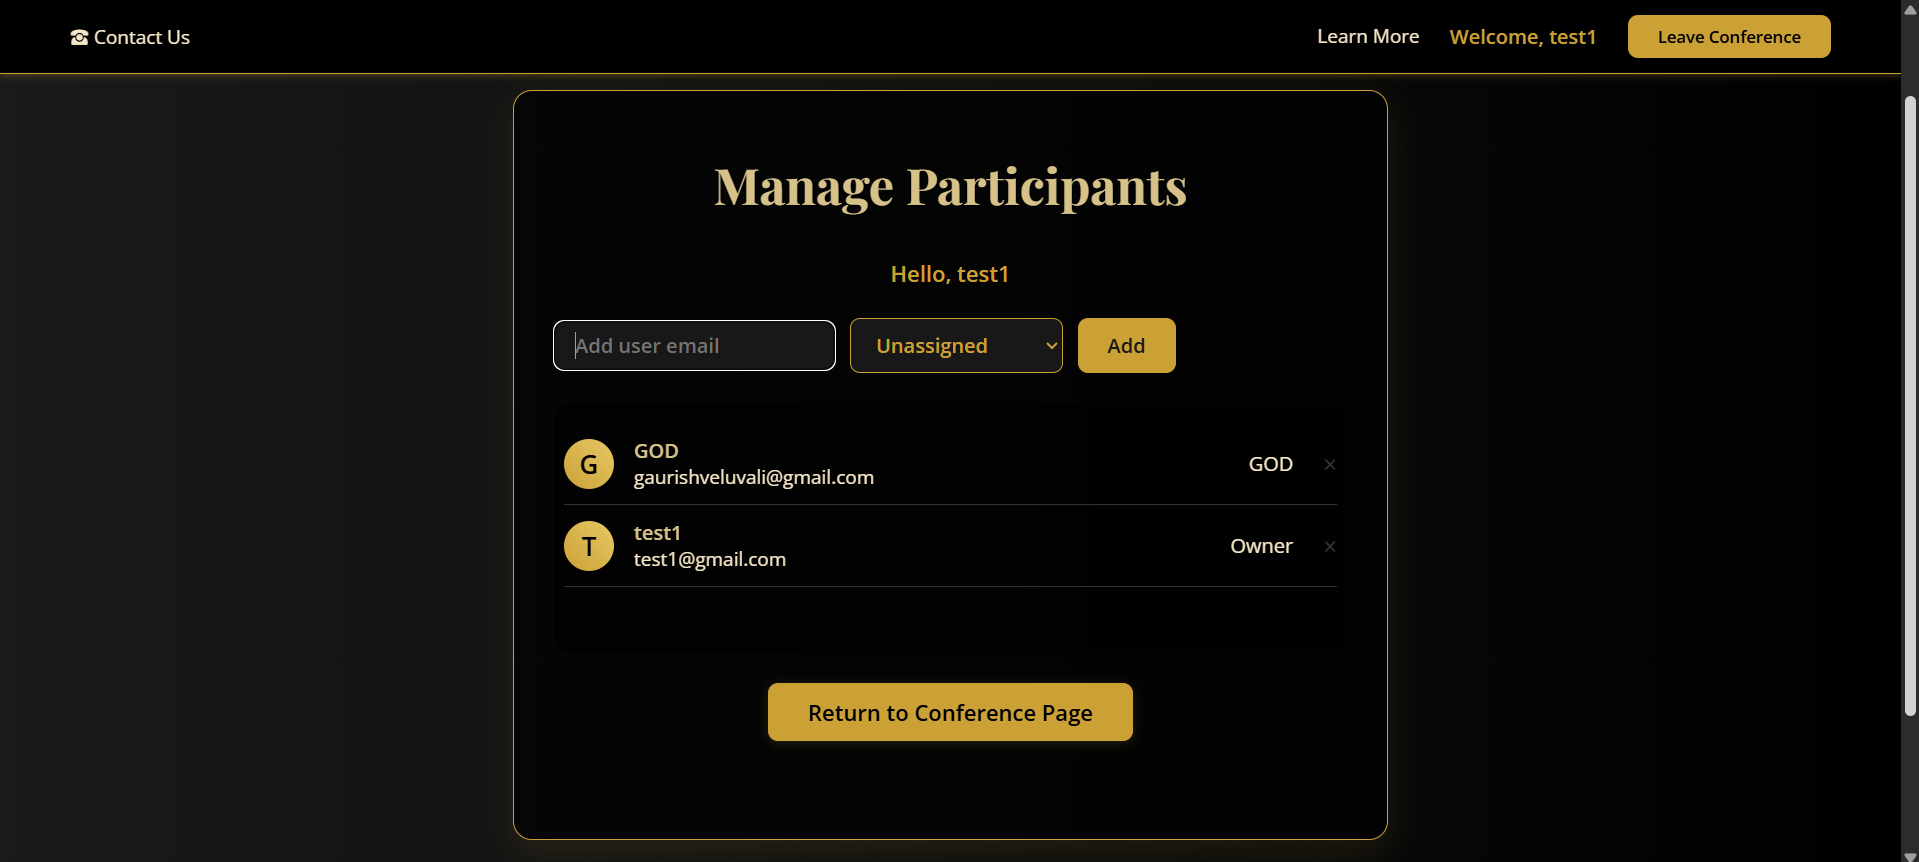 ☎ Contact Us
Learn More
Welcome, test1
Leave Conference
Manage Participants
Hello, test1
Add user email
Unassigned
Add
G
GOD
gaurishveluvali@gmail.com
GOD
×
T
test1
test1@gmail.com
Owner
×
Return to Conference Page